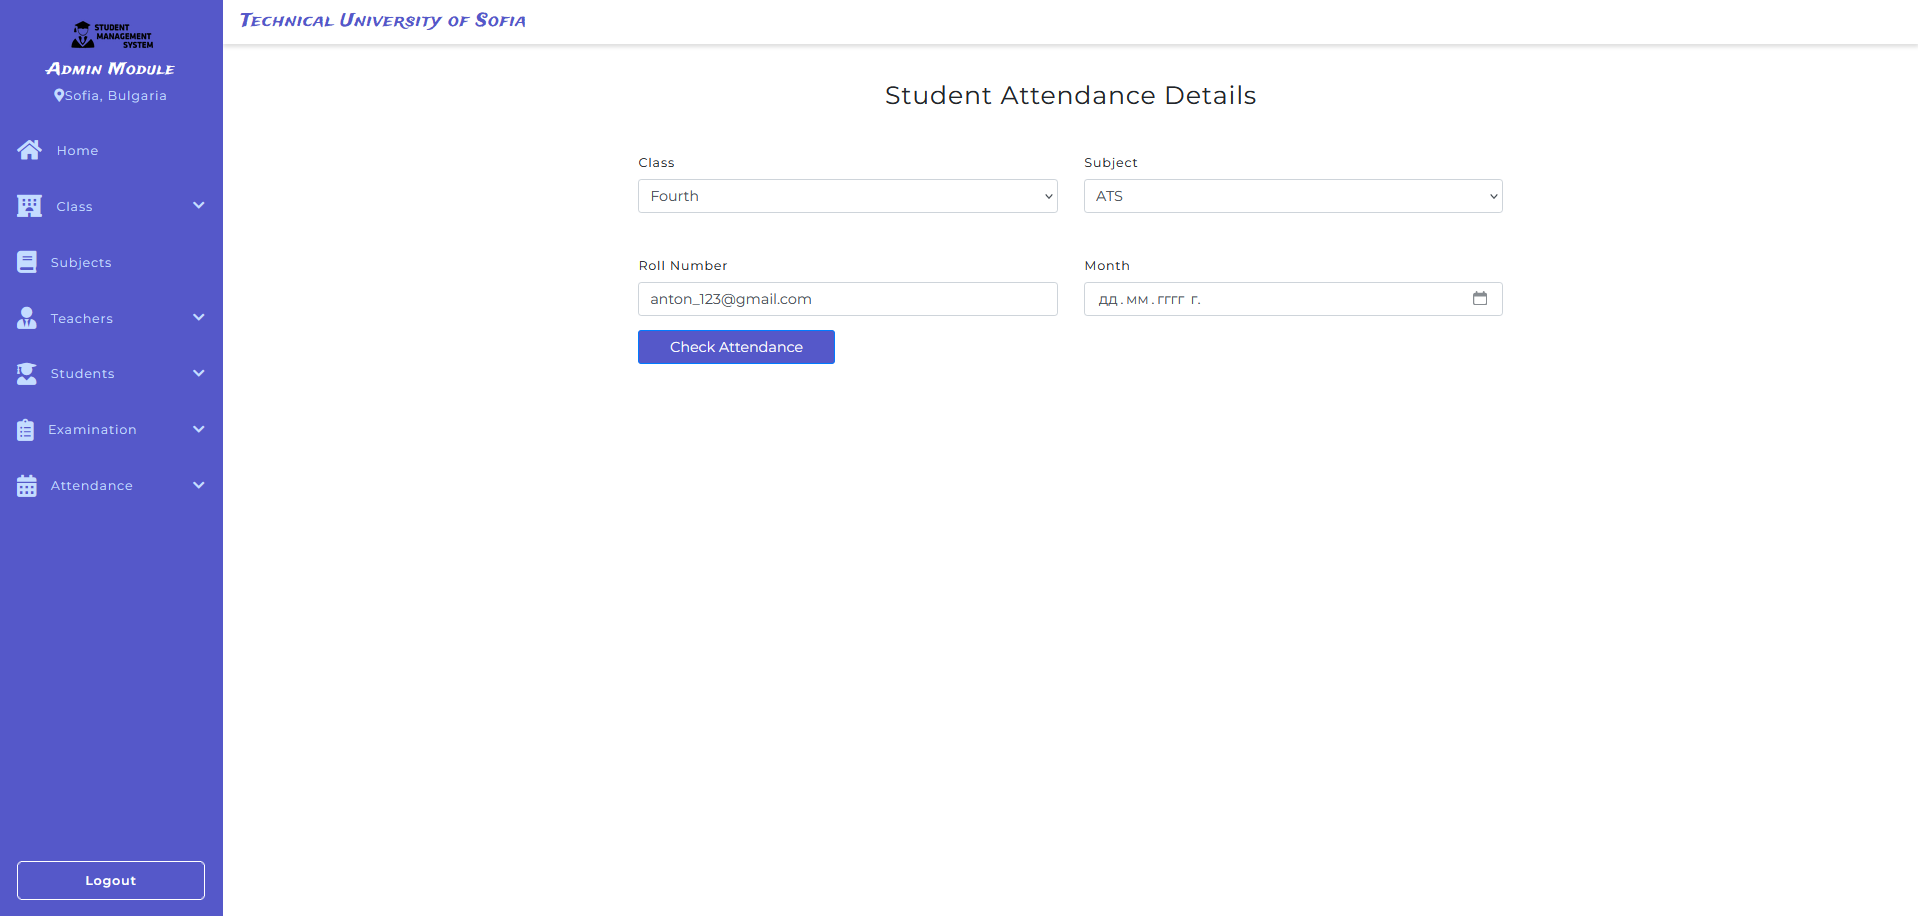 STUDENT
MANAGEMENT
SYSTEM
Admin Module
Sofia, Bulgaria
Home
Class
Subjects
Teachers
Students
Examination
Attendance
Logout
Technical University of Sofia
Student Attendance Details
Class
Fourth
Subject
ATS
Roll Number
anton_123@gmail.com
Month
дд.мм.гггг г.
Check Attendance